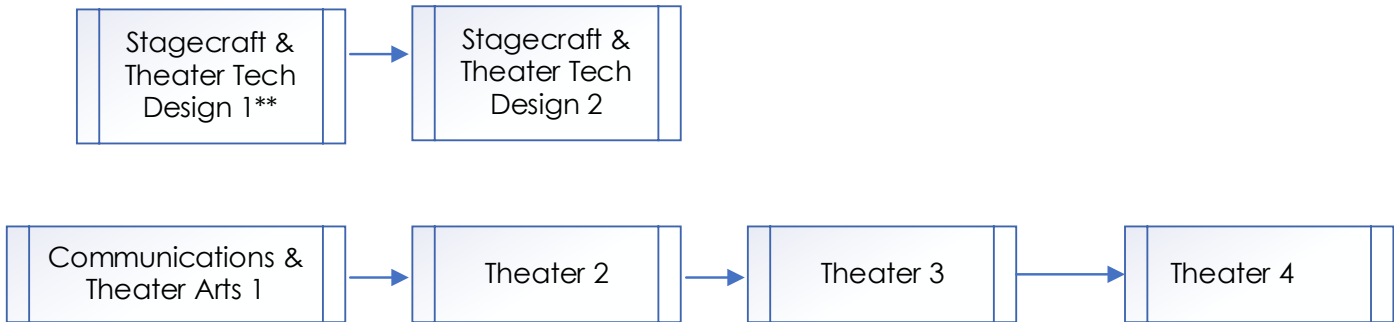 Stagecraft &
Theater Tech
Design 1**
Stagecraft &
Theater Tech
Design 2
Communications &
Theater Arts 1
Theater 2
Theater 3
Theater 4